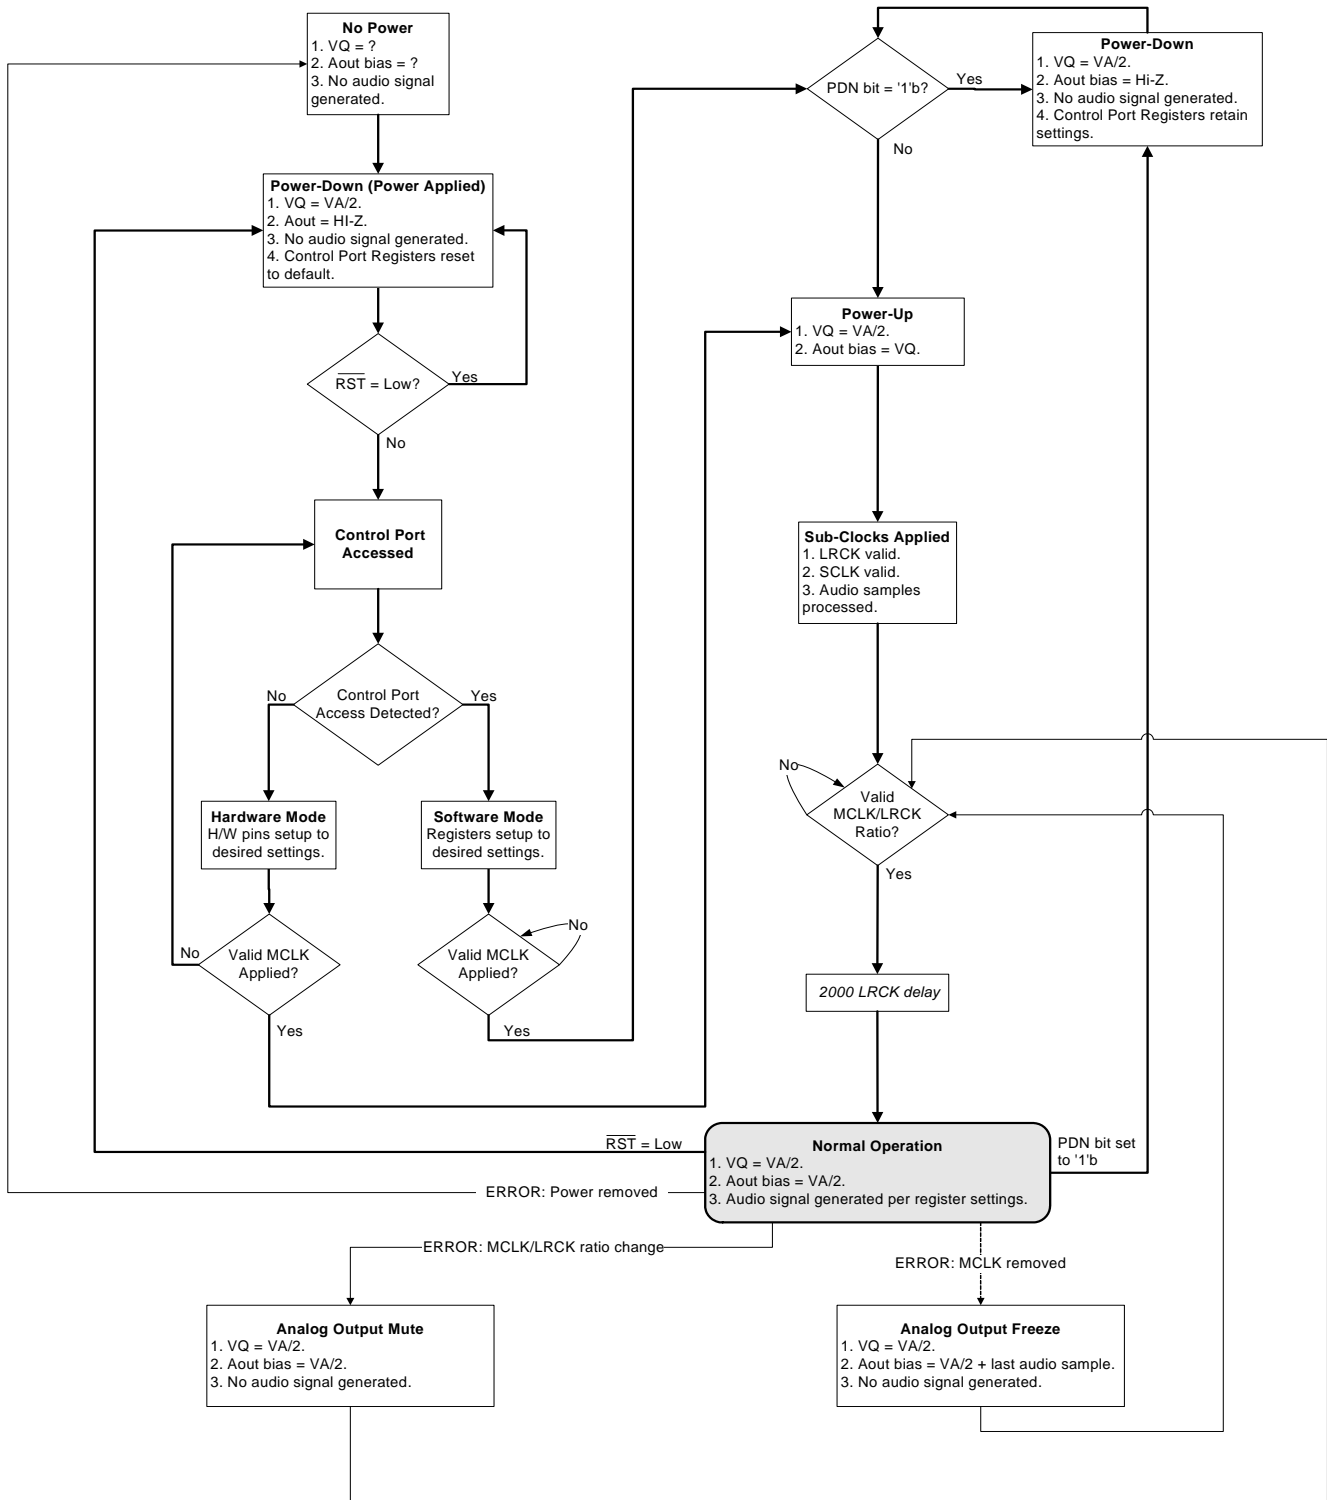 No Power
1. VQ = ?
2. Aout bias = ?
3. No audio signal
generated.
Power-Down (Power Applied)
1. VQ = VA/2.
2. Aout = HI-Z.
3. No audio signal generated.
4. Control Port Registers reset
to default.
RST = Low?
Yes
No
Control Port
Accessed
Control Port
Access Detected?
No
Yes
Hardware Mode
H/W pins setup to
desired settings.
Software Mode
Registers setup to
desired settings.
Valid MCLK
Applied?
No
Yes
Valid MCLK
Applied?
No
Yes
PDN bit = '1'b?
Yes
No
Power-Down
1. VQ = VA/2.
2. Aout bias = Hi-Z.
3. No audio signal generated.
4. Control Port Registers retain
settings.
Power-Up
1. VQ = VA/2.
2. Aout bias = VQ.
Sub-Clocks Applied
1. LRCK valid.
2. SCLK valid.
3. Audio samples
processed.
No
Valid
MCLK/LRCK
Ratio?
Yes
2000 LRCK delay
RST = Low
Normal Operation
1. VQ = VA/2.
2. Aout bias = VA/2.
3. Audio signal generated per register settings.
PDN bit set
to '1'b
ERROR: Power removed
ERROR: MCLK/LRCK ratio change
ERROR: MCLK removed
Analog Output Mute
1. VQ = VA/2.
2. Aout bias = VA/2.
3. No audio signal generated.
Analog Output Freeze
1. VQ = VA/2.
2. Aout bias = VA/2 + last audio sample.
3. No audio signal generated.